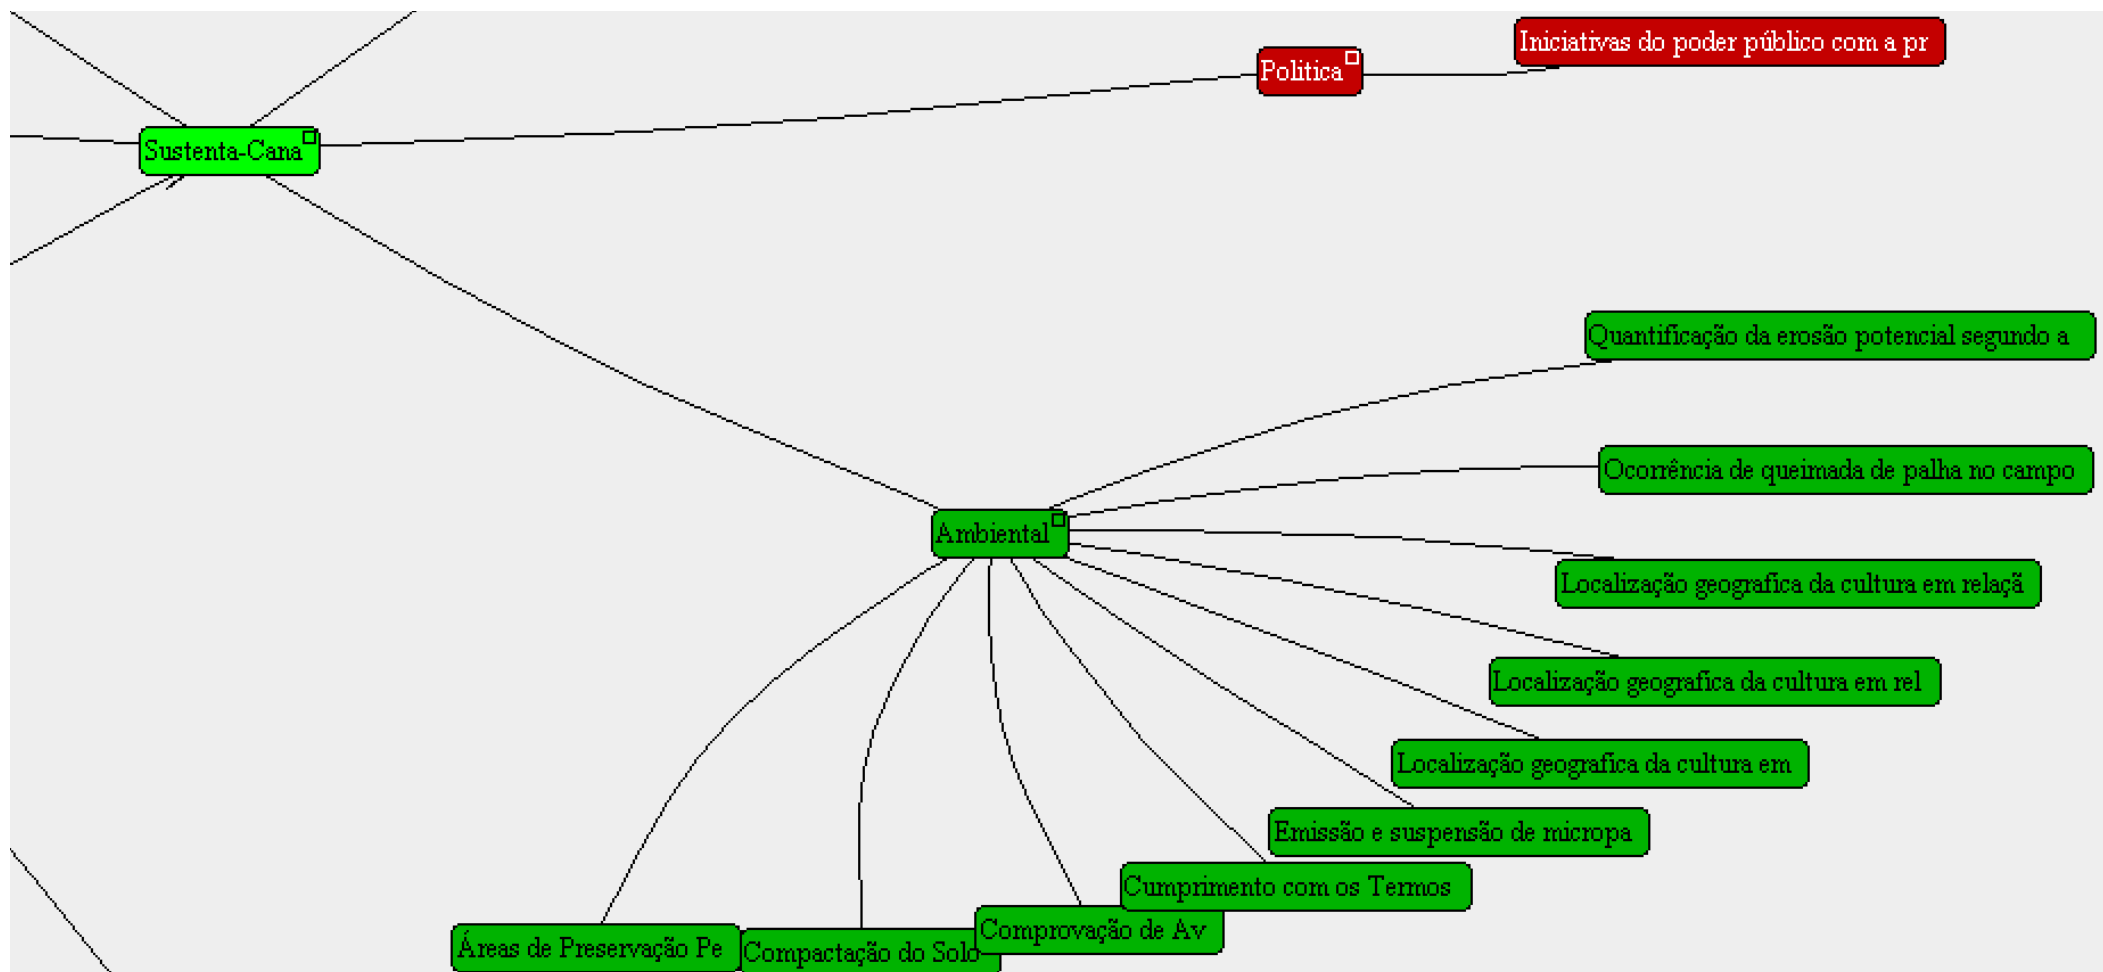 Iniciativas do poder público com a pr
Politica
Sustenta-Cana
Quantificação da erosão potencial segundo a
Ocorrência de queimada de palha no campo
Ambiental
Localização geografica da cultura em relaçã
Localização geografica da cultura em rel
Localização geografica da cultura em
Emissão e suspensão de micropa
Cumprimento com os Termos
Comprovação de Av
Áreas de Preservação Pe
Compactação do Solo